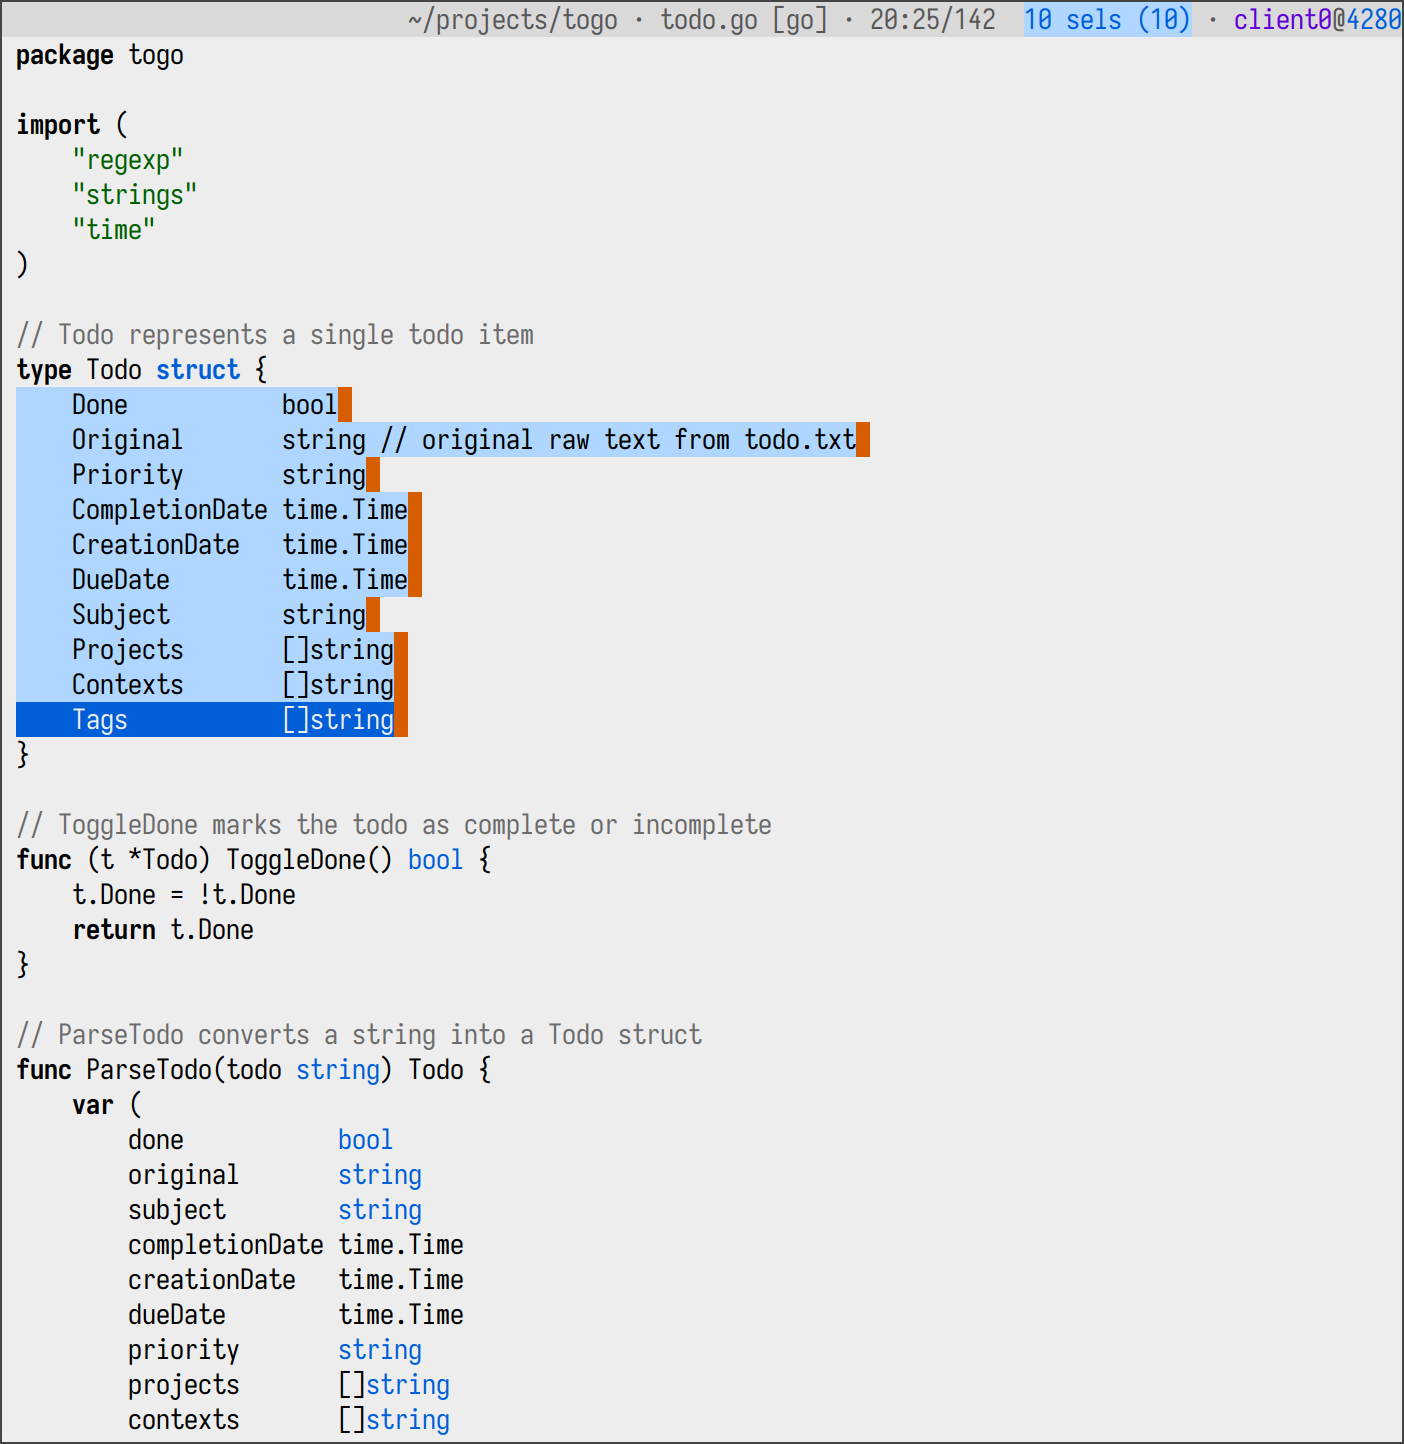 ~/projects/togo · todo.go [go] · 20:25/142  10 sels (10) · client0@4280
package togo

import (
    "regexp"
    "strings"
    "time"
)

// Todo represents a single todo item
type Todo struct {
    Done           bool
    Original       string // original raw text from todo.txt
    Priority       string
    CompletionDate time.Time
    CreationDate   time.Time
    DueDate        time.Time
    Subject        string
    Projects       []string
    Contexts       []string
    Tags           []string
}

// ToggleDone marks the todo as complete or incomplete
func (t *Todo) ToggleDone() bool {
    t.Done = !t.Done
    return t.Done
}

// ParseTodo converts a string into a Todo struct
func ParseTodo(todo string) Todo {
    var (
        done           bool
        original       string
        subject        string
        completionDate time.Time
        creationDate   time.Time
        dueDate        time.Time
        priority       string
        projects       []string
        contexts       []string